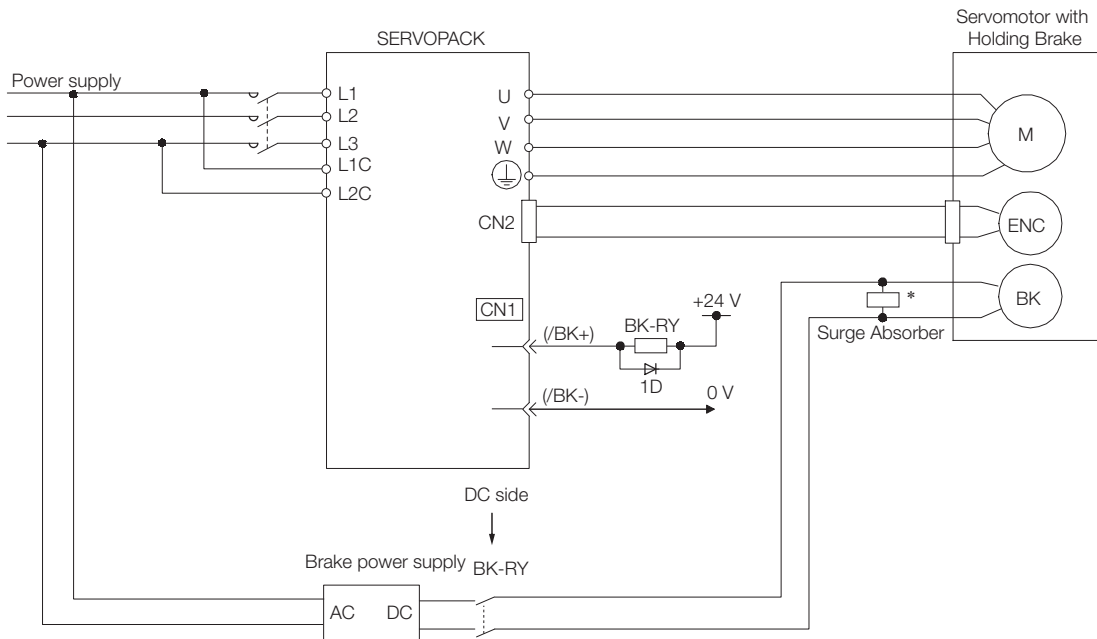 Servomotor with
Holding Brake
SERVOPACK
Power supply
L1
L2
L3
L1C
L2C
U
V
W
M
CN2
ENC
CN1
BK
*
+24 V
(/BK+)
BK-RY
Surge Absorber
1D
(/BK-)
0 V
DC side
Brake power supply
BK-RY
AC
DC